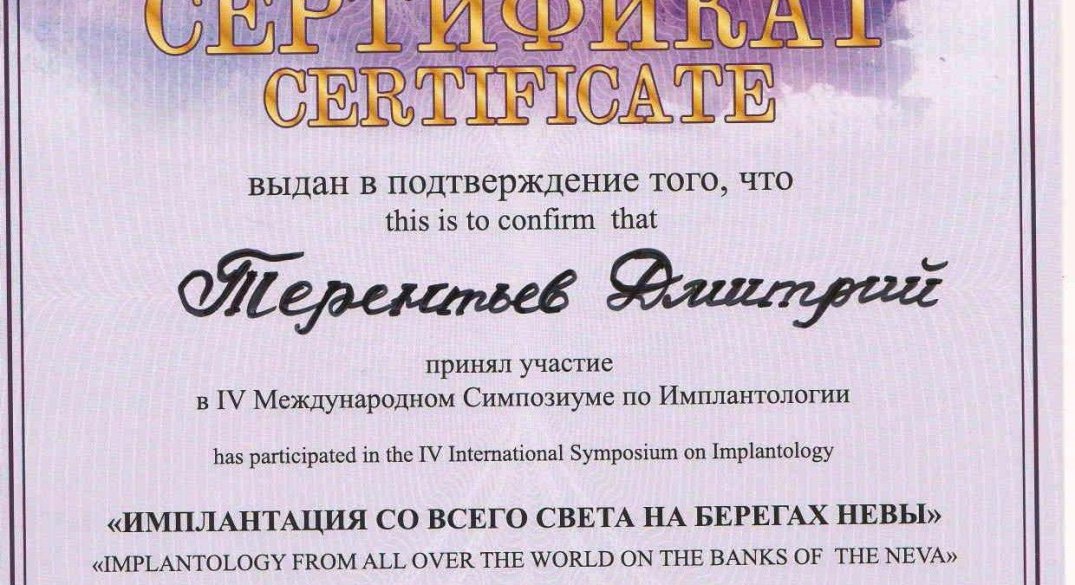 СЕРТИФИКАТ
CERTIFICATE
выдан в подтверждение того, что
this is to confirm that
Терентьев Дмитрий
принял участие
в IV Международном Симпозиуме по Имплантологии
has participated in the IV International Symposium on Implantology
«ИМПЛАНТАЦИЯ СО ВСЕГО СВЕТА НА БЕРЕГАХ НЕВЫ»
«IMPLANTOLOGY FROM ALL OVER THE WORLD ON THE BANKS OF THE NEVA»